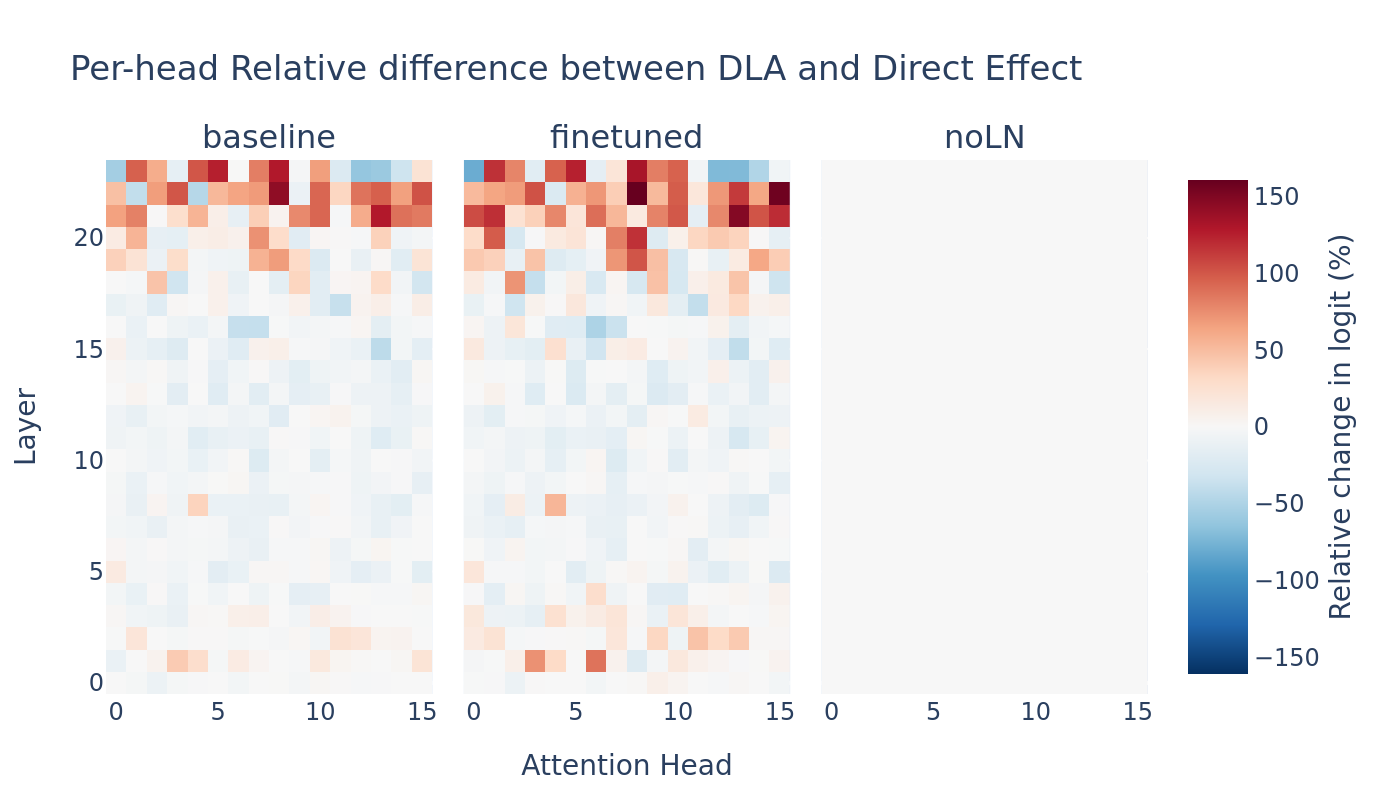 Per-head Relative difference between DLA and Direct Effect
baseline
finetuned
noLN
Layer
20
15
10
5
0
0 5 10 15
0 5 10 15
0 5 10 15
Attention Head
150
100
50
0
−50
−100
−150
Relative change in logit (%)